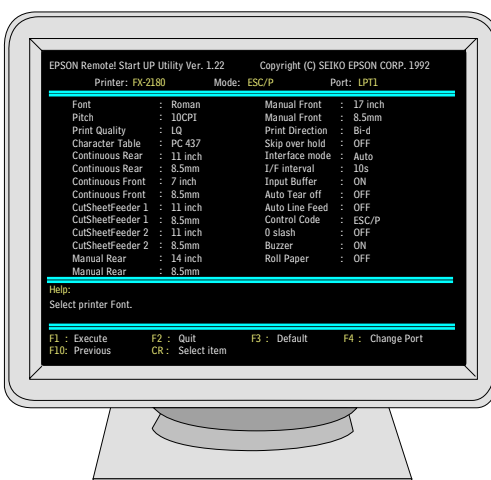 EPSON Remote! Start UP Utility Ver. 1.22 Copyright (C) SEIKO EPSON CORP. 1992
Printer: FX-2180 Mode: ESC/P Port: LPT1
Font : Roman Manual Front : 17 inch
Pitch : 10CPI Manual Front : 8.5mm
Print Quality : LQ Print Direction : Bi-d
Character Table : PC 437 Skip over hold : OFF
Continuous Rear : 11 inch Interface mode : Auto
Continuous Rear : 8.5mm I/F interval : 10s
Continuous Front : 7 inch Input Buffer : ON
Continuous Front : 8.5mm Auto Tear off : OFF
CutSheetFeeder 1 : 11 inch Auto Line Feed : OFF
CutSheetFeeder 1 : 8.5mm Control Code : ESC/P
CutSheetFeeder 2 : 11 inch 0 slash : OFF
CutSheetFeeder 2 : 8.5mm Buzzer : ON
Manual Rear : 14 inch Roll Paper : OFF
Manual Rear : 8.5mm
Help:
Select printer Font.
F1 : Execute F2 : Quit F3 : Default F4 : Change Port
F10: Previous CR : Select item